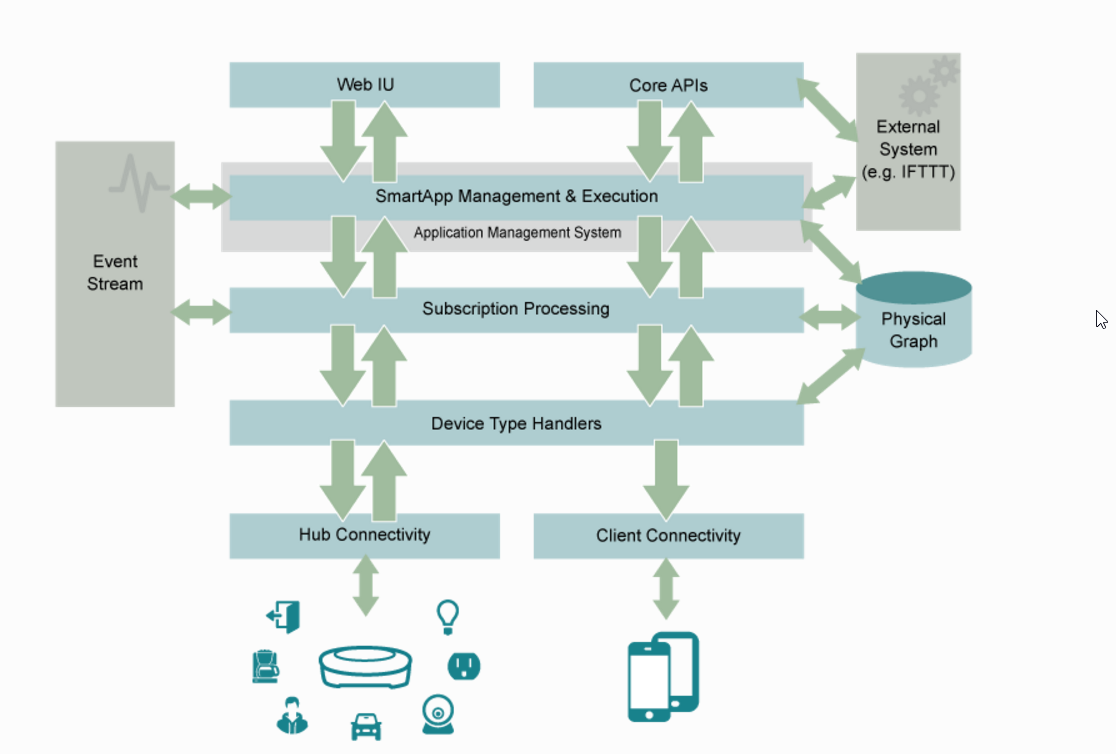 Web IU
Core APIs
External
System
(e.g. IFTTT)
SmartApp Management & Execution
Application Management System
Event
Stream
Subscription Processing
Physical
Graph
Device Type Handlers
Hub Connectivity
Client Connectivity